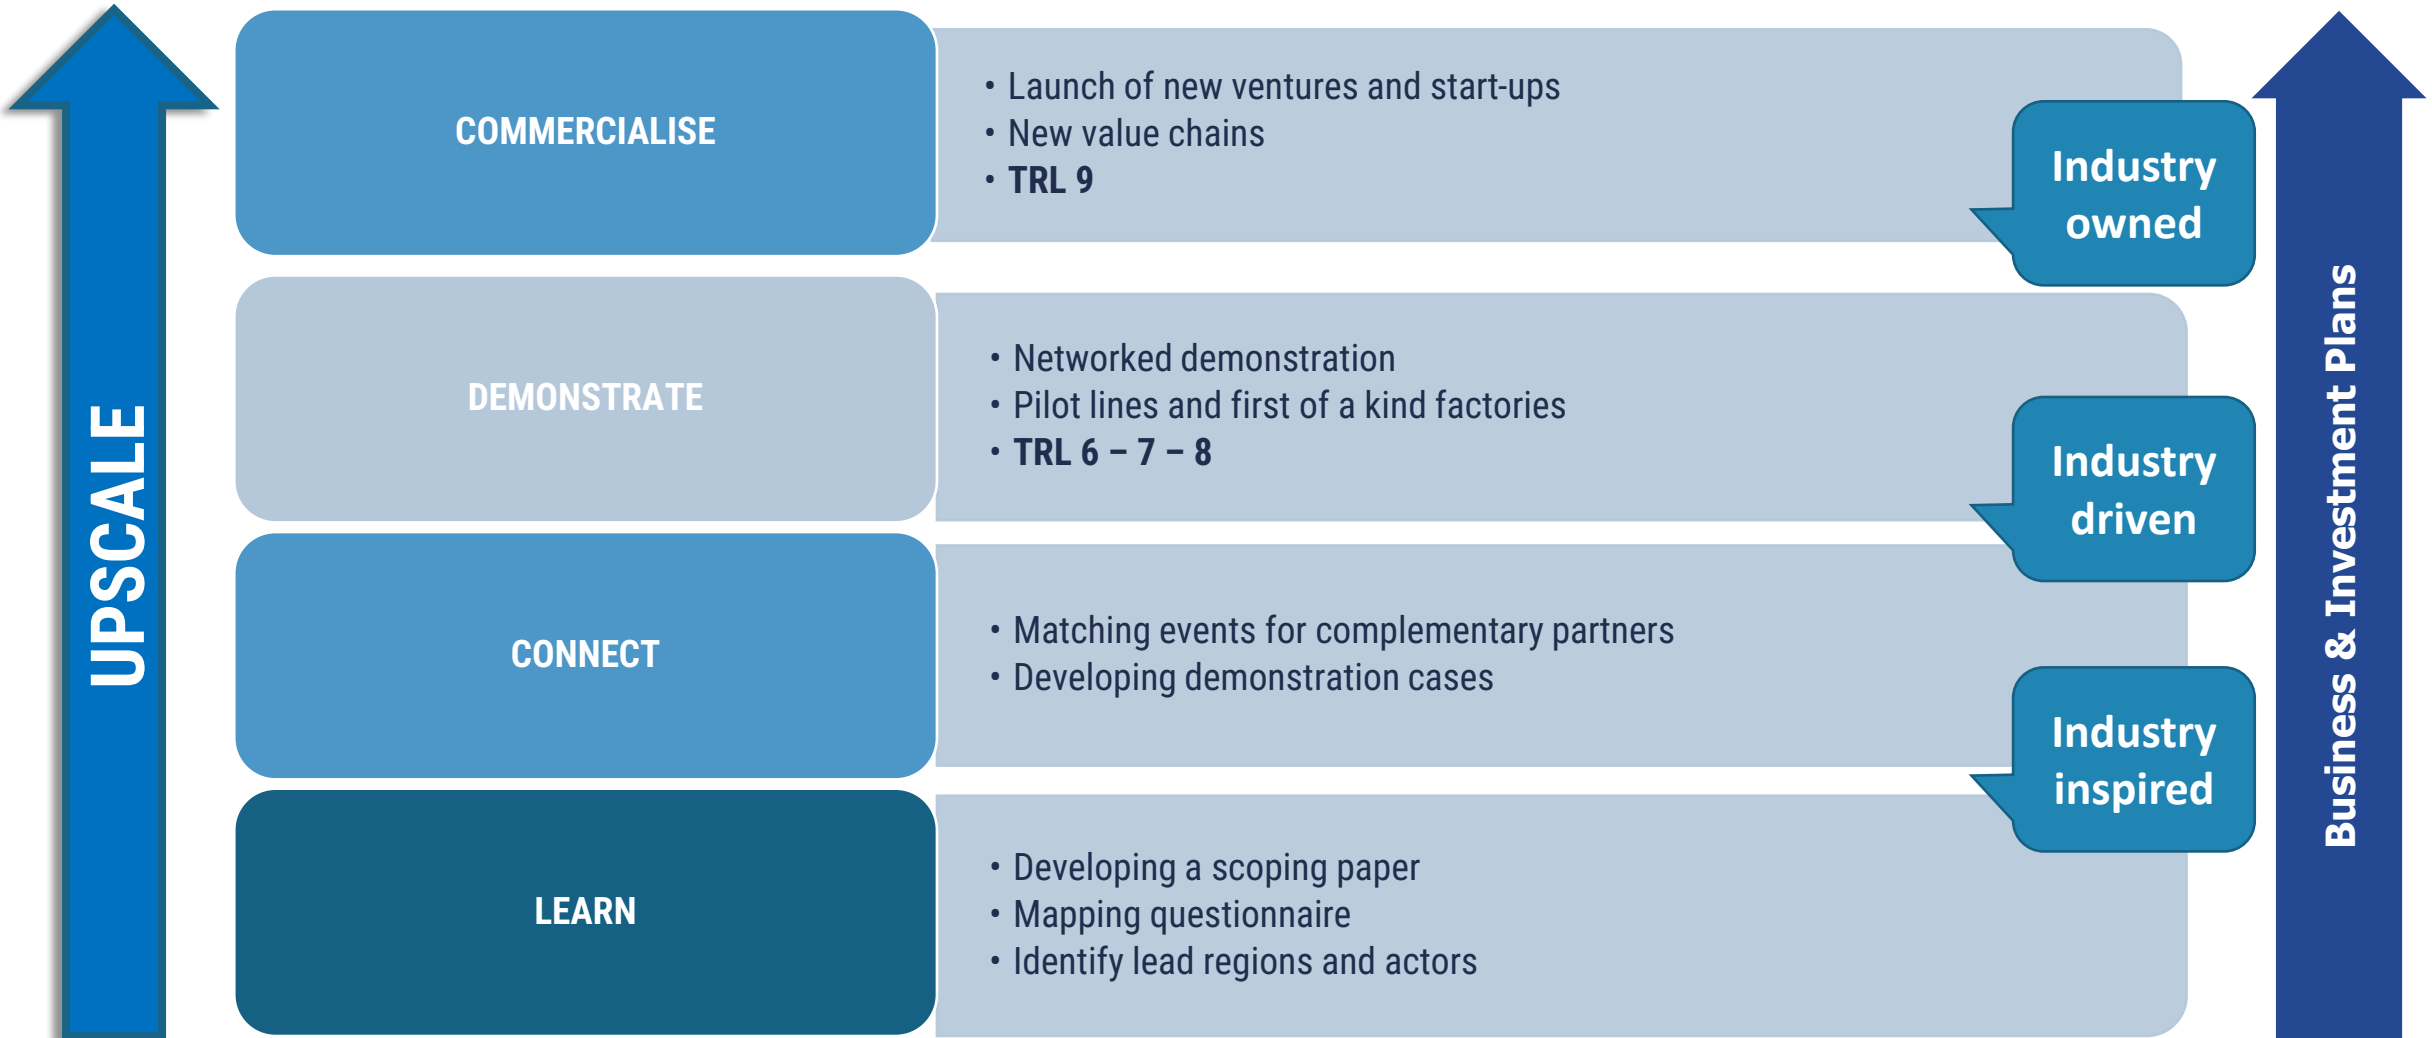 UPSCALE
COMMERCIALISE
• Launch of new ventures and start-ups
• New value chains
• TRL 9
Industry
owned
DEMONSTRATE
• Networked demonstration
• Pilot lines and first of a kind factories
• TRL 6 – 7 – 8
Industry
driven
CONNECT
• Matching events for complementary partners
• Developing demonstration cases
Industry
inspired
LEARN
• Developing a scoping paper
• Mapping questionnaire
• Identify lead regions and actors
Business & Investment Plans